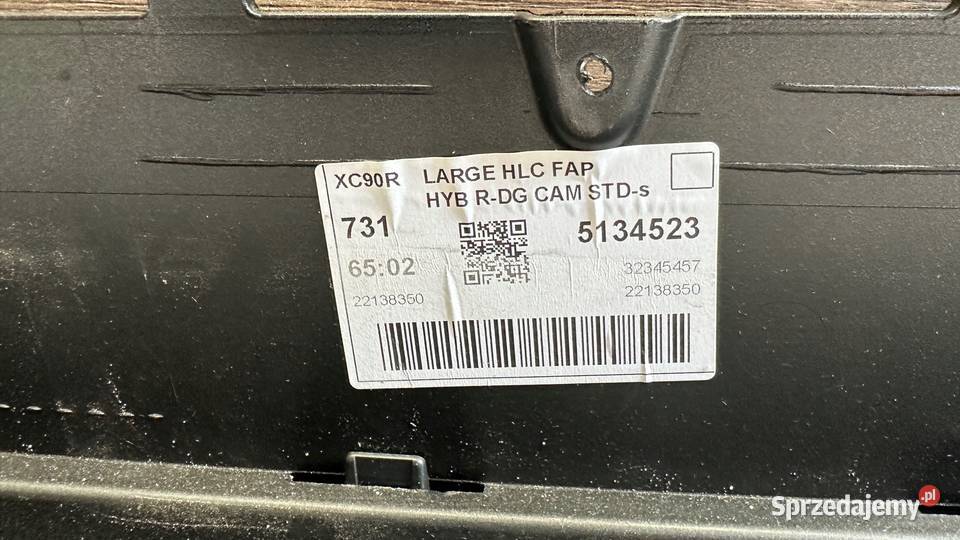 XC90R LARGE HLC FAP
HYB R-DG CAM STD-s
731 5134523
65:02 32345457
22138350 22138350
Sprzedajemy.pl